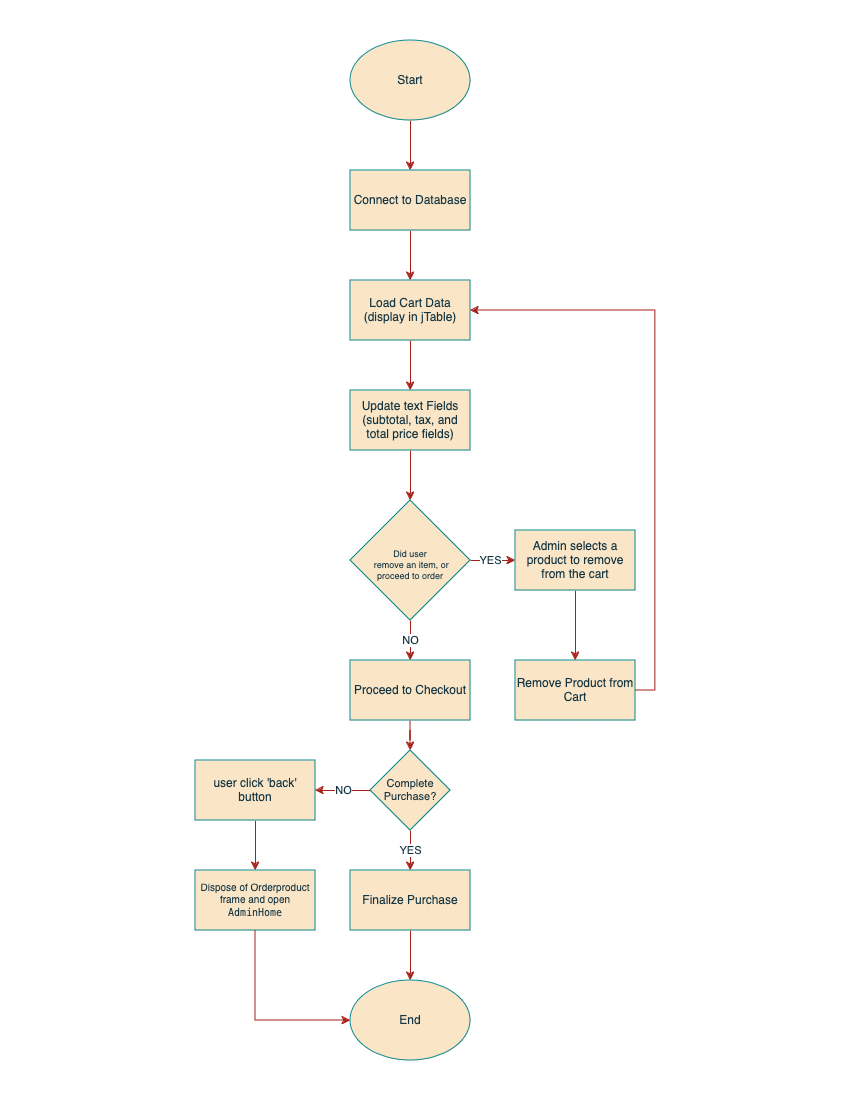 Start
Connect to Database
Load Cart Data
(display in jTable)
Update text Fields
(subtotal, tax, and
total price fields)
Did user
remove an item, or
proceed to order
YES
Admin selects a
product to remove
from the cart
NO
Proceed to Checkout
Remove Product from
Cart
user click 'back'
button
NO
Complete
Purchase?
YES
Dispose of Orderproduct
frame and open
AdminHome
Finalize Purchase
End